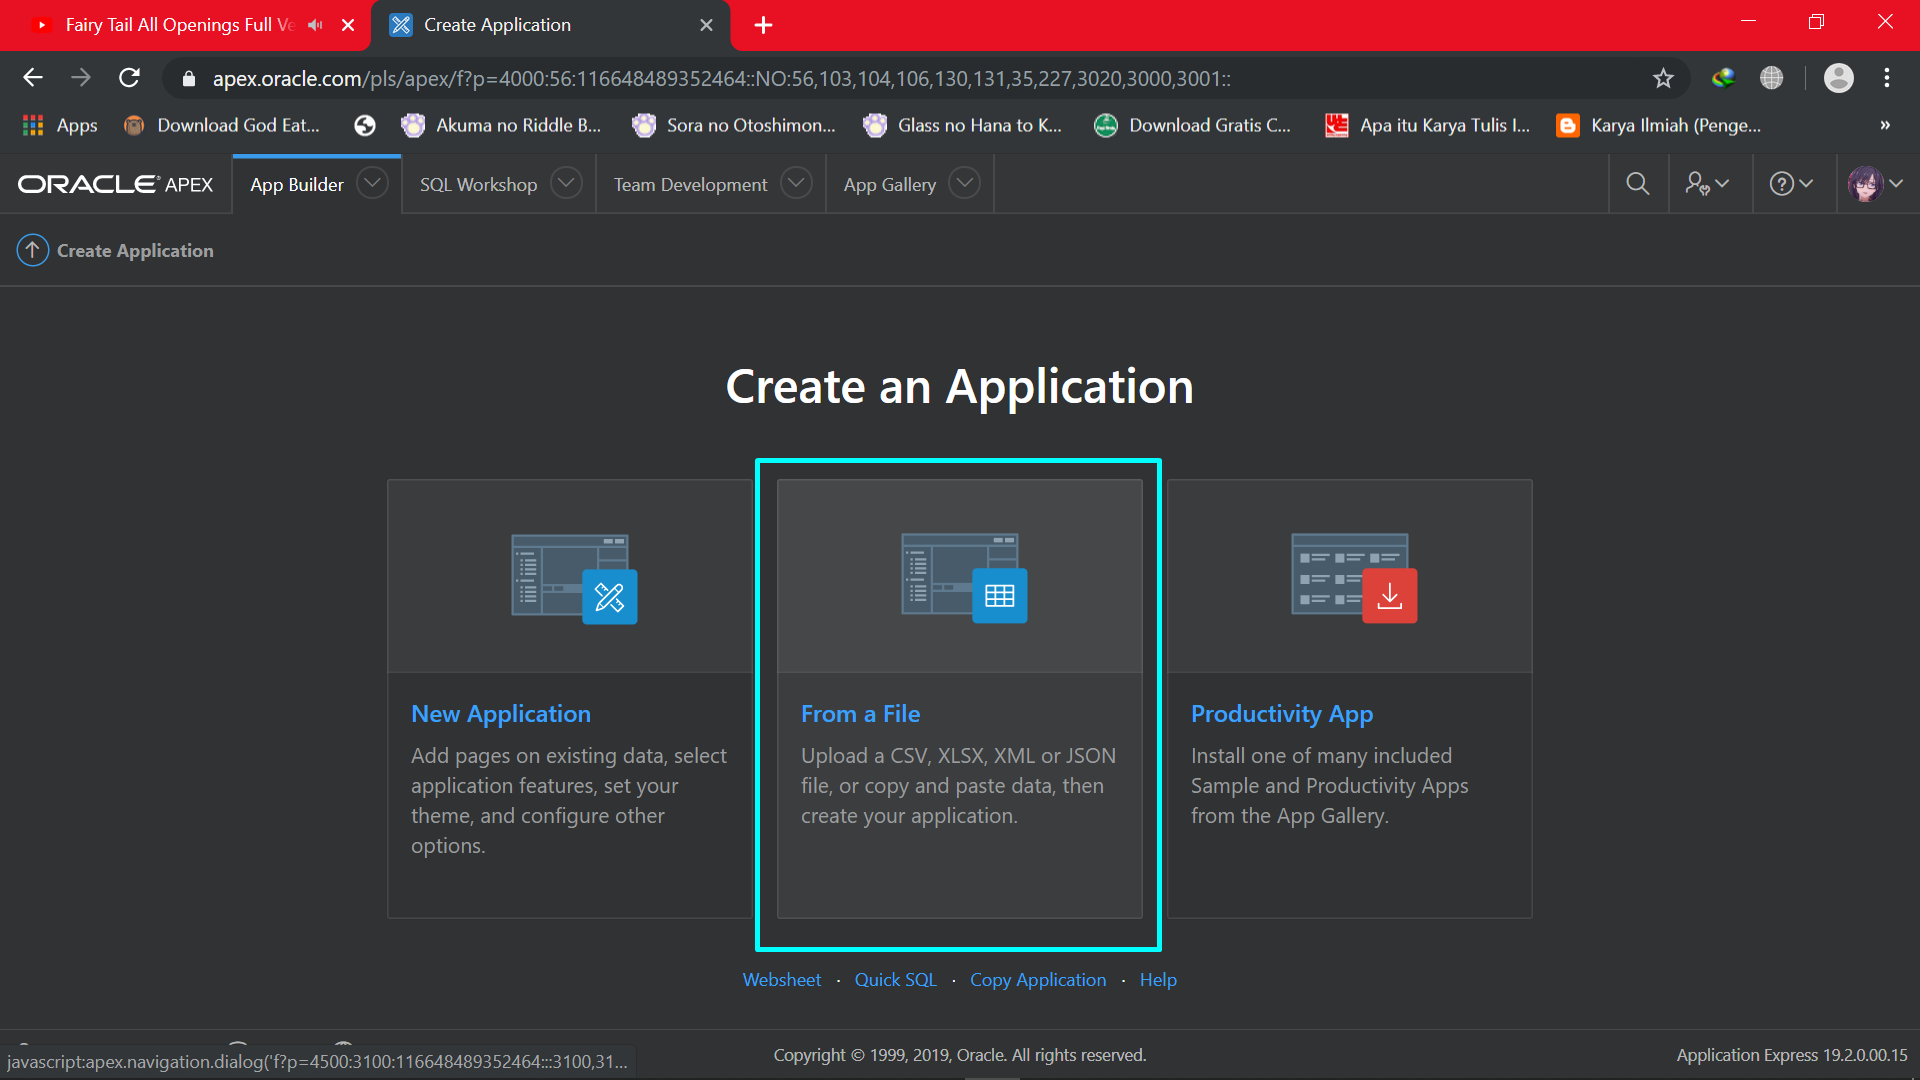 Fairy Tail All Openings Full Ve
Create Application
apex.oracle.com/pls/apex/f?p=4000:56:116648489352464::NO:56,103,104,106,130,131,35,227,3020,3000,3001::
Apps
Download God Eat...
Akuma no Riddle B...
Sora no Otoshimon...
Glass no Hana to K...
Download Gratis C...
Apa itu Karya Tulis I...
Karya Ilmiah (Penge...
»
ORACLE APEX
App Builder
SQL Workshop
Team Development
App Gallery
Create Application
Create an Application
New Application
Add pages on existing data, select
application features, set your
theme, and configure other
options.
From a File
Upload a CSV, XLSX, XML or JSON
file, or copy and paste data, then
create your application.
Productivity App
Install one of many included
Sample and Productivity Apps
from the App Gallery.
Websheet · Quick SQL · Copy Application · Help
javascript:apex.navigation.dialog('f?p=4500:3100:116648489352464:::3100,31...
Copyright © 1999, 2019, Oracle. All rights reserved.
Application Express 19.2.0.00.15